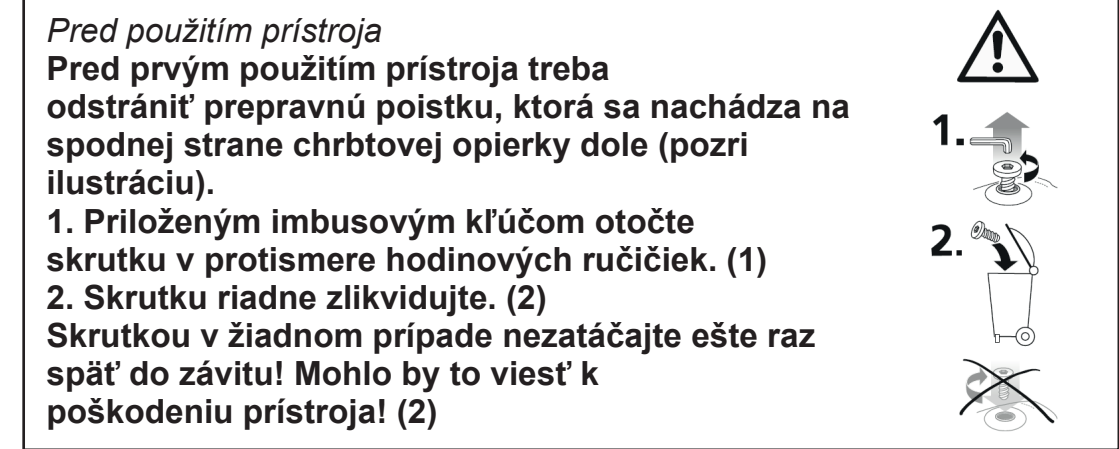 Pred použitím prístroja
Pred prvým použitím prístroja treba
odstrániť prepravnú poistku, ktorá sa nachádza na
spodnej strane chrbtovej opierky dole (pozri
ilustráciu).
1. Priloženým imbusovým kľúčom otočte
skrutku v protismere hodinových ručičiek. (1)
2. Skrutku riadne zlikvidujte. (2)
Skrutkou v žiadnom prípade nezatáčajte ešte raz
späť do závitu! Mohlo by to viesť k
poškodeniu prístroja! (2)
1.
2.